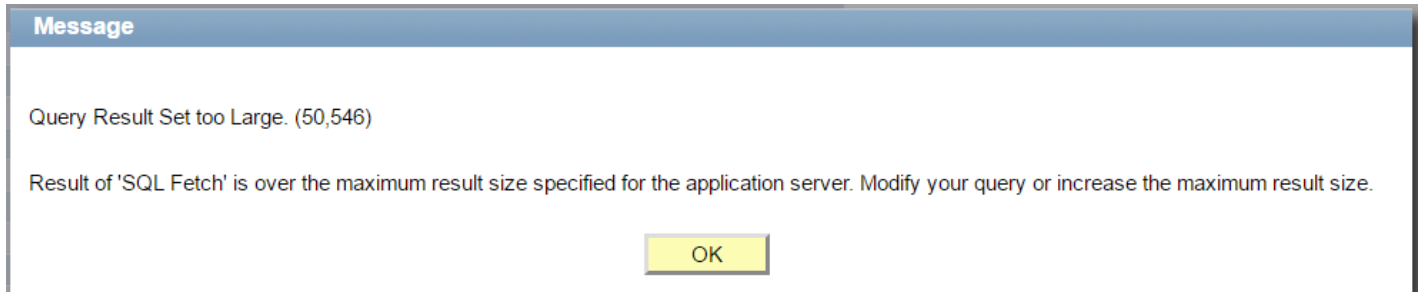 Message
Query Result Set too Large. (50,546)
Result of 'SQL Fetch' is over the maximum result size specified for the application server. Modify your query or increase the maximum result size.
OK